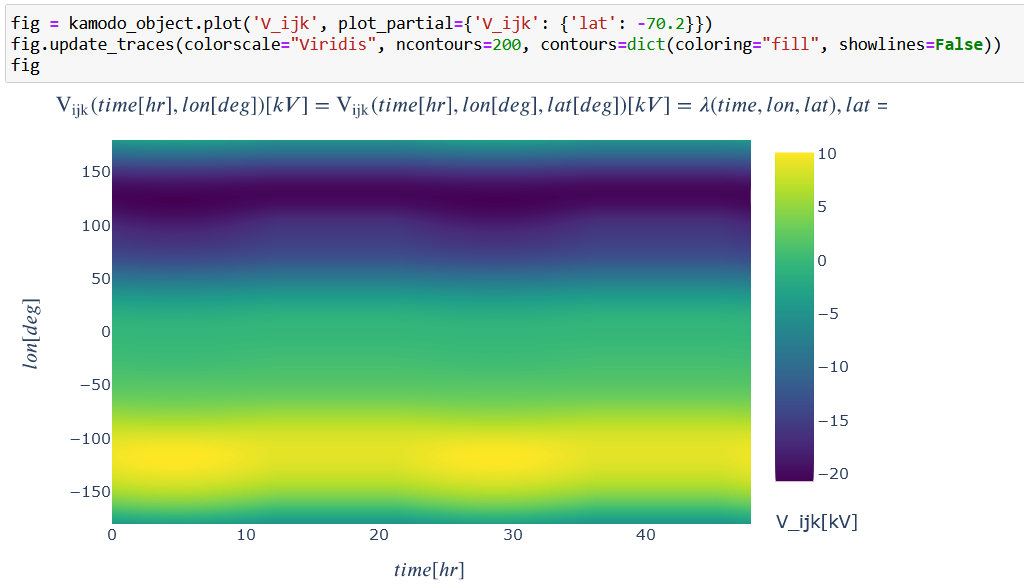 fig = kamodo_object.plot('V_ijk', plot_partial={'V_ijk': {'lat': -70.2}})
fig.update_traces(colorscale="Viridis", ncontours=200, contours=dict(coloring="fill", showlines=False))
fig
V_ijk(time[hr], lon[deg])[kV] = V_ijk(time[hr], lon[deg], lat[deg])[kV] = λ(time, lon, lat), lat =
150
100
50
0
−50
−100
−150
lon[deg]
0
10
20
30
40
time[hr]
10
5
0
−5
−10
−15
−20
V_ijk[kV]